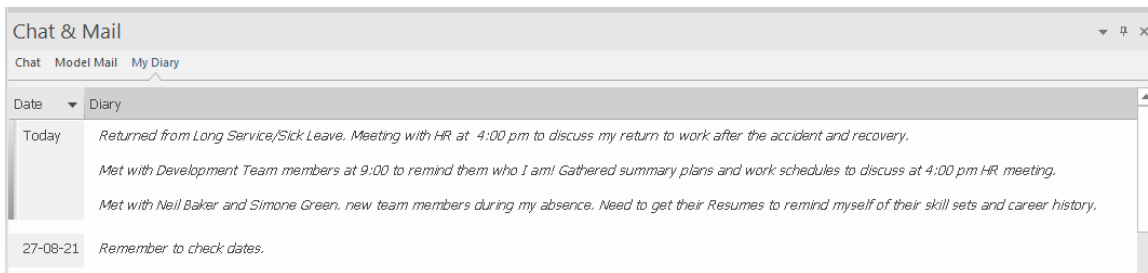 Chat & Mail
Chat Model Mail My Diary
Date Diary
Today Returned from Long Service/Sick Leave. Meeting with HR at 4:00 pm to discuss my return to work after the accident and recovery.
Met with Development Team members at 9:00 to remind them who I am! Gathered summary plans and work schedules to discuss at 4:00 pm HR meeting.
Met with Neil Baker and Simone Green, new team members during my absence. Need to get their Resumes to remind myself of their skill sets and career history.
27-08-21 Remember to check dates.